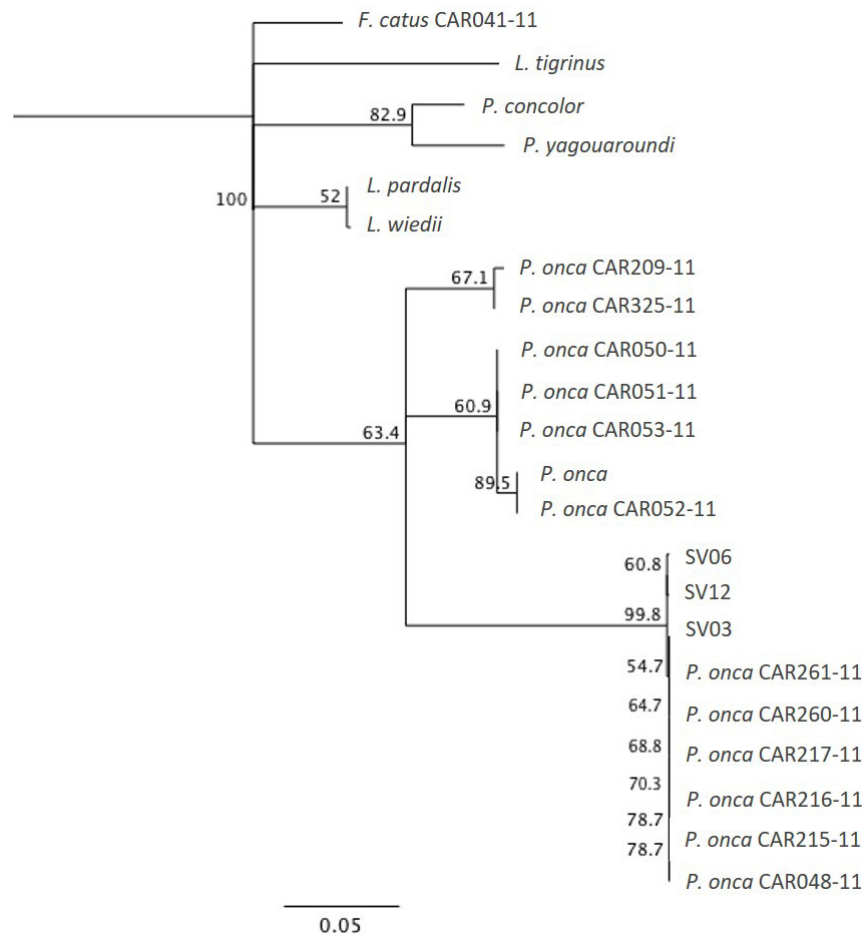 F. catus CAR041-11
L. tigrinus
82.9
P. concolor
P. yagouaroundi
100
52
L. pardalis
L. wiedii
67.1
P. onca CAR209-11
P. onca CAR325-11
P. onca CAR050-11
P. onca CAR051-11
60.9
63.4
P. onca CAR053-11
P. onca
89.5
P. onca CAR052-11
60.8
SV06
SV12
99.8
SV03
54.7
P. onca CAR261-11
64.7
P. onca CAR260-11
68.8
P. onca CAR217-11
70.3
P. onca CAR216-11
78.7
P. onca CAR215-11
78.7
P. onca CAR048-11
0.05